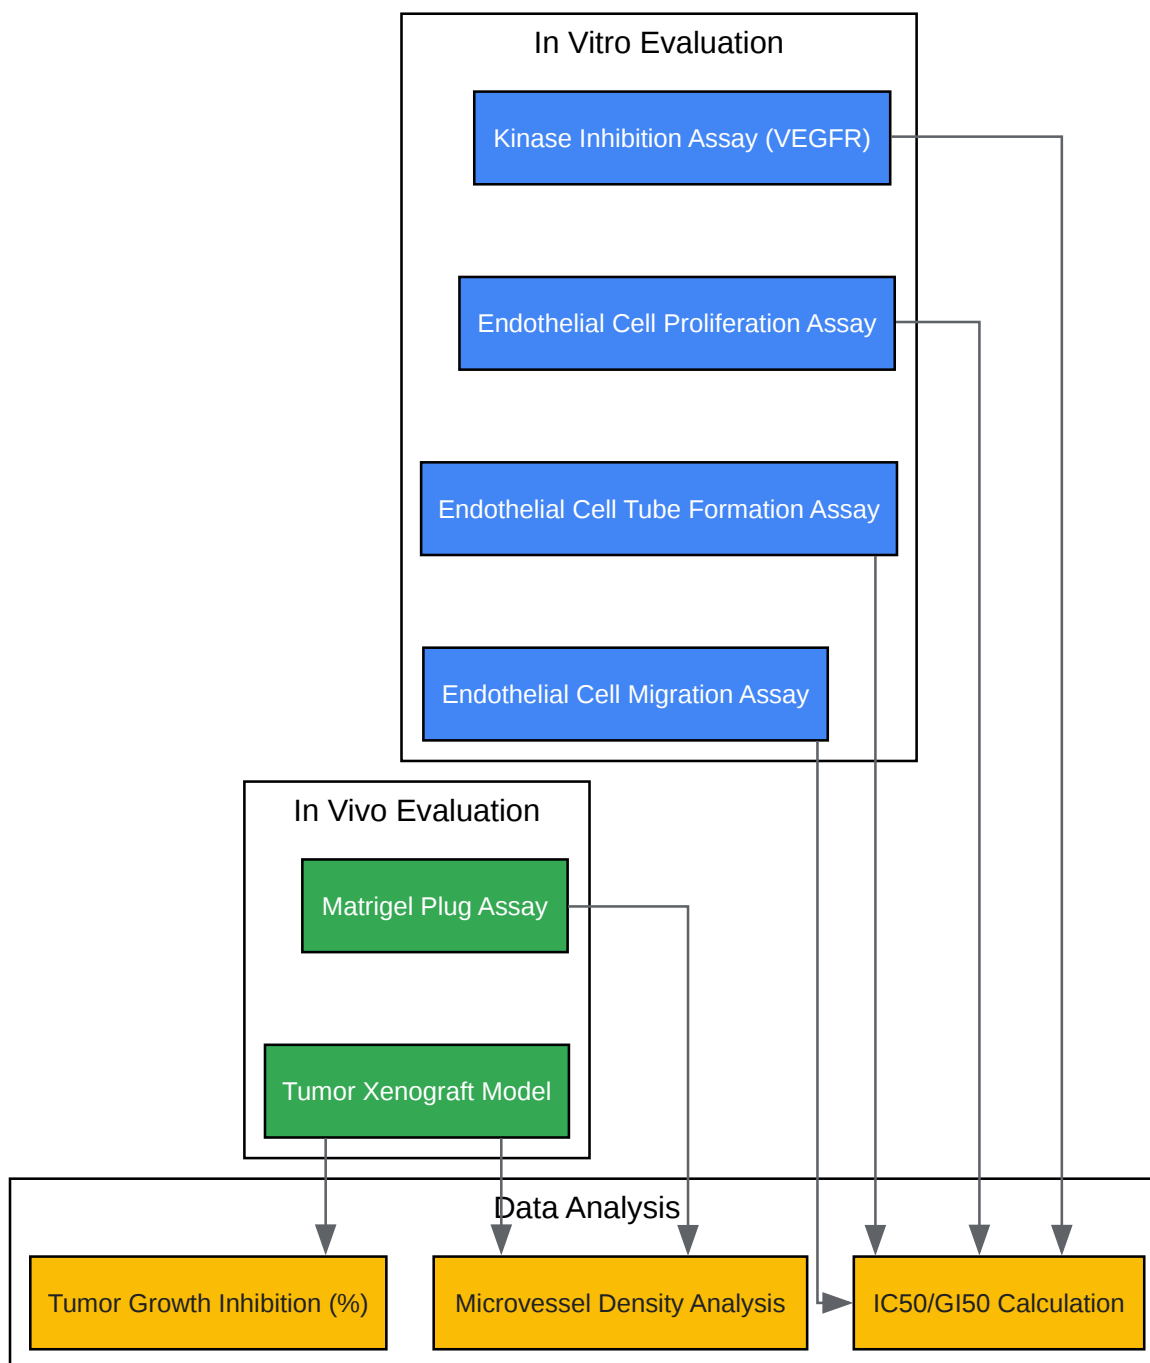 In Vitro Evaluation
Kinase Inhibition Assay (VEGFR)
Endothelial Cell Proliferation Assay
Endothelial Cell Tube Formation Assay
Endothelial Cell Migration Assay
In Vivo Evaluation
Matrigel Plug Assay
Tumor Xenograft Model
Data Analysis
Tumor Growth Inhibition (%)
Microvessel Density Analysis
IC50/GI50 Calculation